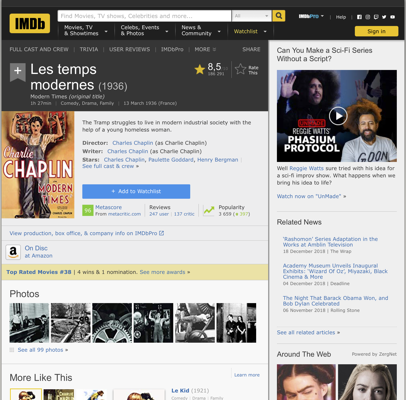 IMDb
Find Movies, TV shows, Celebrities and more...
All
IMDbPro
Help
Movies, TV
& Showtimes
Celebs, Events
& Photos
News &
Community
Watchlist
Sign in
FULL CAST AND CREW | TRIVIA | USER REVIEWS | IMDbPro | MORE
SHARE
Les temps
modernes (1936)
Modern Times (original title)
1h 27min | Comedy, Drama, Family | 13 March 1936 (France)
8,5
Rate
This
Charlie
CHAPLIN
MODERN
TIMES
The Tramp struggles to live in modern industrial society with the
help of a young homeless woman.
Director: Charles Chaplin (as Charlie Chaplin)
Writer: Charles Chaplin (as Charlie Chaplin)
Stars: Charles Chaplin, Paulette Goddard, Henry Bergman |
See full cast & crew »
+ Add to Watchlist
Metascore
From metacritic.com
Reviews
247 user | 137 critic
Popularity
3 659
View production, box office, & company info on IMDbPro
On Disc
at Amazon
Top Rated Movies #38 | 4 wins & 1 nomination. See more awards »
Photos
See all 99 photos »
More Like This
Learn more
Le Kid (1921)
Comedy | Drama | Family
Can You Make a Sci-Fi Series
Without a Script?
REGGIE WATTS'
PHASIUM
PROTOCOL
Well Reggie Watts sure tried with his idea for
a sci-fi improv show. What happens when we
bring his idea to life?
Watch now on "UnMade" »
Related News
'Rashomon' Series Adaptation in the
Works at Amblin Television
18 December 2018 | The Wrap
Academy Museum Unveils Inaugural
Exhibits: 'Wizard Of Oz', Miyazaki, Black
Cinema & More
04 December 2018 | Deadline
The Night That Barack Obama Won, and
Bob Dylan Celebrated
06 November 2018 | Rolling Stone
See all related articles »
Around The Web
Powered by ZergNet